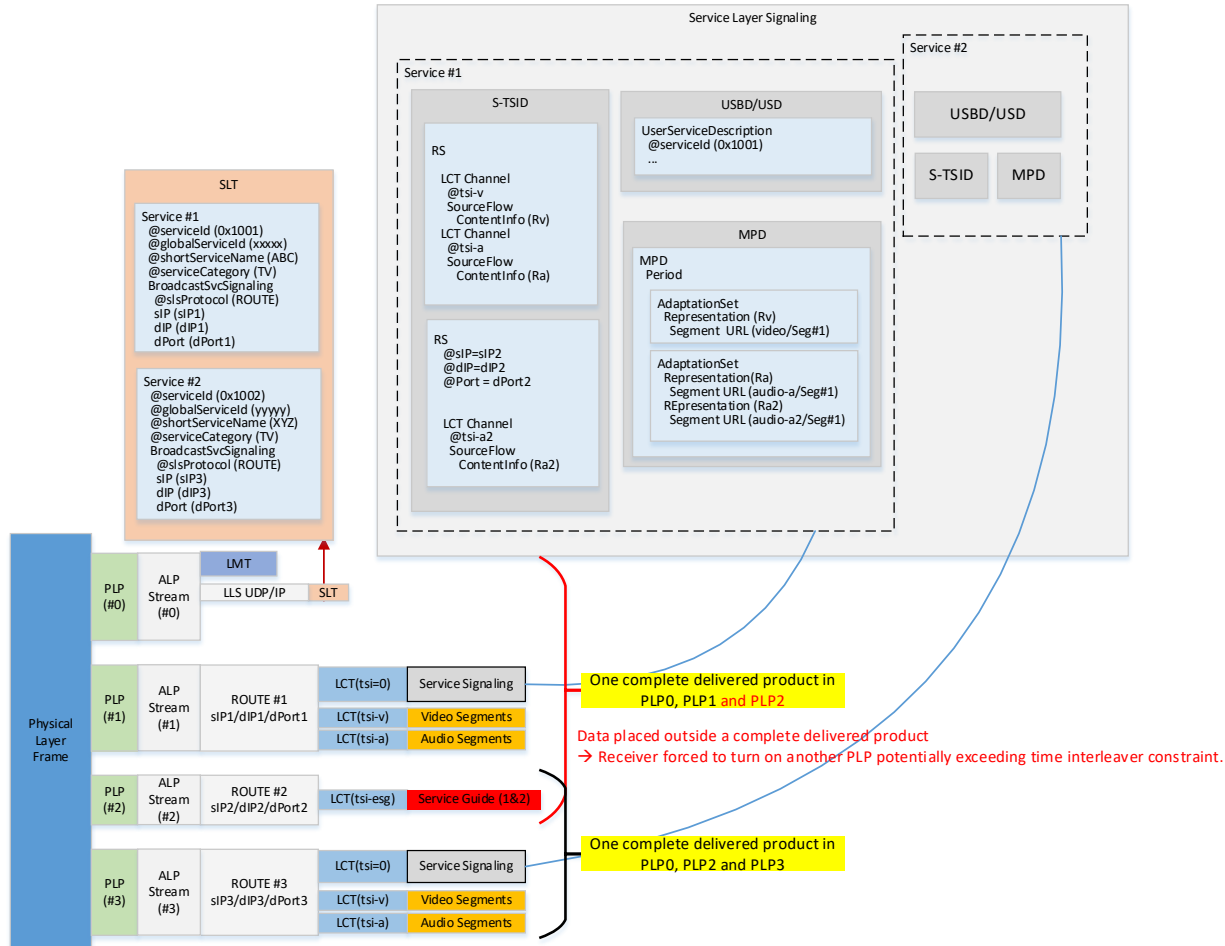 Service Layer Signaling
Service #1
S-TSID
RS
LCT Channel
@tsi-v
SourceFlow
ContentInfo (Rv)
LCT Channel
@tsi-a
SourceFlow
ContentInfo (Ra)
RS
@sIP=sIP2
@dIP=dIP2
@Port = dPort2
LCT Channel
@tsi-a2
SourceFlow
ContentInfo (Ra2)
USBD/USD
UserServiceDescription
@serviceId (0x1001)
...
MPD
MPD
Period
AdaptationSet
Representation (Rv)
Segment URL (video/Seg#1)
AdaptationSet
Representation(Ra)
Segment URL (audio-a/Seg#1)
REpresentation (Ra2)
Segment URL (audio-a2/Seg#1)
Service #2
USBD/USD
S-TSID
MPD
SLT
Service #1
@serviceId (0x1001)
@globalServiceId (xxxxx)
@shortServiceName (ABC)
@serviceCategory (TV)
BroadcastSvcSignaling
@slsProtocol (ROUTE)
sIP (sIP1)
dIP (dIP1)
dPort (dPort1)
Service #2
@serviceId (0x1002)
@globalServiceId (yyyyy)
@shortServiceName (XYZ)
@serviceCategory (TV)
BroadcastSvcSignaling
@slsProtocol (ROUTE)
sIP (sIP3)
dIP (dIP3)
dPort (dPort3)
Physical
Layer
Frame
PLP
(#0)
ALP
Stream
(#0)
LMT
LLS UDP/IP
SLT
PLP
(#1)
ALP
Stream
(#1)
ROUTE #1
sIP1/dIP1/dPort1
LCT(tsi=0)
Service Signaling
LCT(tsi-v)
Video Segments
LCT(tsi-a)
Audio Segments
PLP
(#2)
ALP
Stream
(#2)
ROUTE #2
sIP2/dIP2/dPort2
LCT(tsi-esg)
Service Guide (1&2)
PLP
(#3)
ALP
Stream
(#3)
ROUTE #3
sIP3/dIP3/dPort3
LCT(tsi=0)
Service Signaling
LCT(tsi-v)
Video Segments
LCT(tsi-a)
Audio Segments
One complete delivered product in
PLP0, PLP1 and PLP2
Data placed outside a complete delivered product
→ Receiver forced to turn on another PLP potentially exceeding time interleaver constraint.
One complete delivered product in
PLP0, PLP2 and PLP3